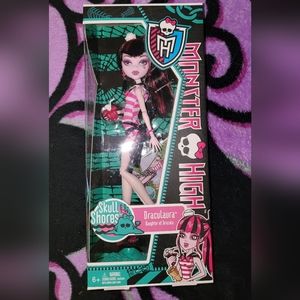 MONSTER HIGH
Skull
Shores
Draculaura
Daughter of Dracula
6+